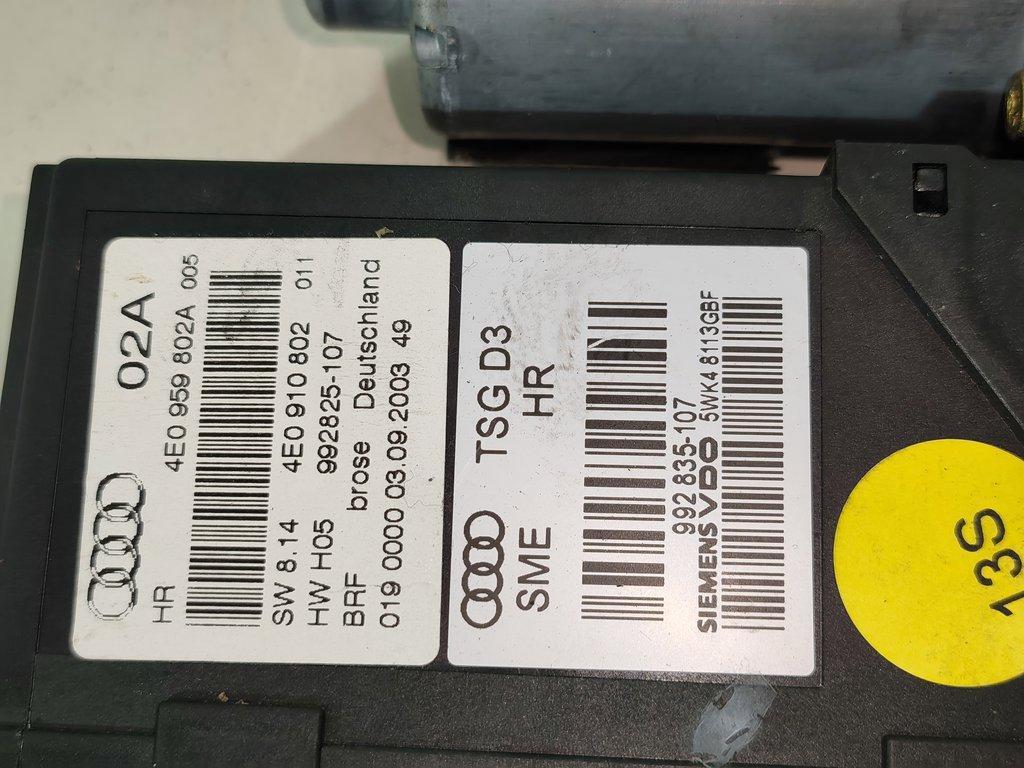 02A
HR 4E0 959 802A 005
SW 8.14 4E0 910 802 011
HW H05 992825-107
BRF brose Deutschland
019 0000 03.09.2003 49
TSG D3
SME HR
992 835-107
SIEMENS VDO 5WK4 8113GBF
13S